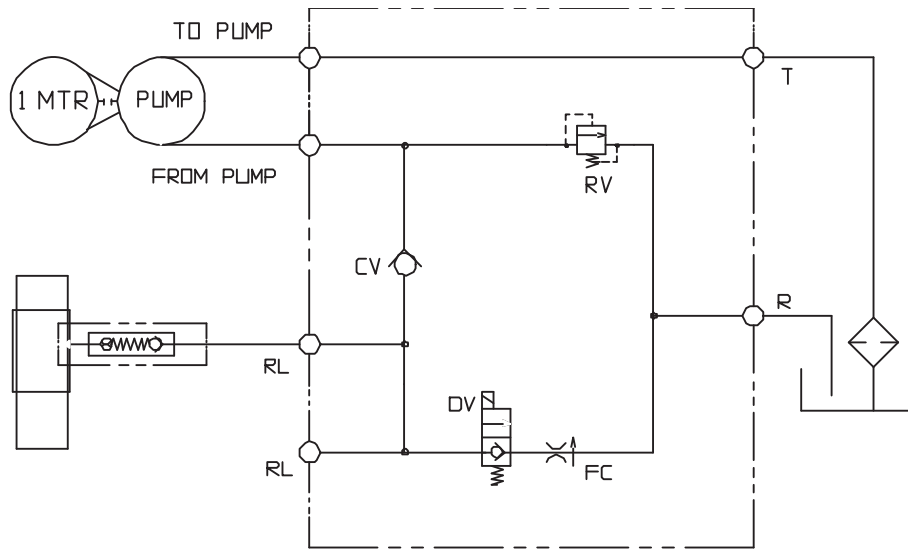 TO PUMP
T
1 MTR
PUMP
FROM PUMP
RV
CV
R
RL
DV
RL
FC